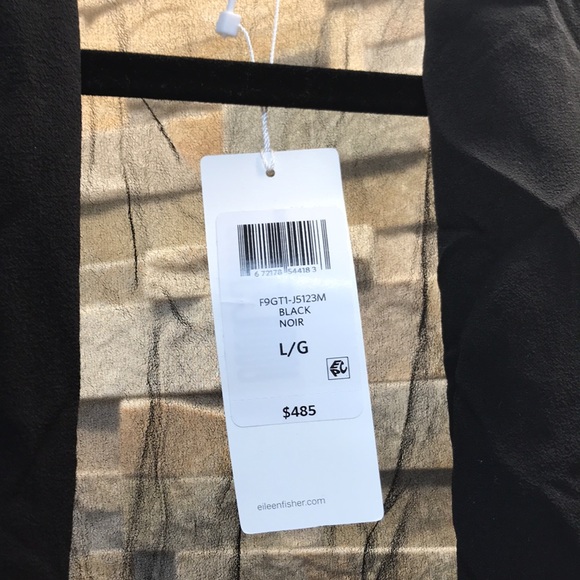 6 72178 54418 3
F9GT1-J5123M
BLACK
NOIR
L/G
$485
eileenfisher.com